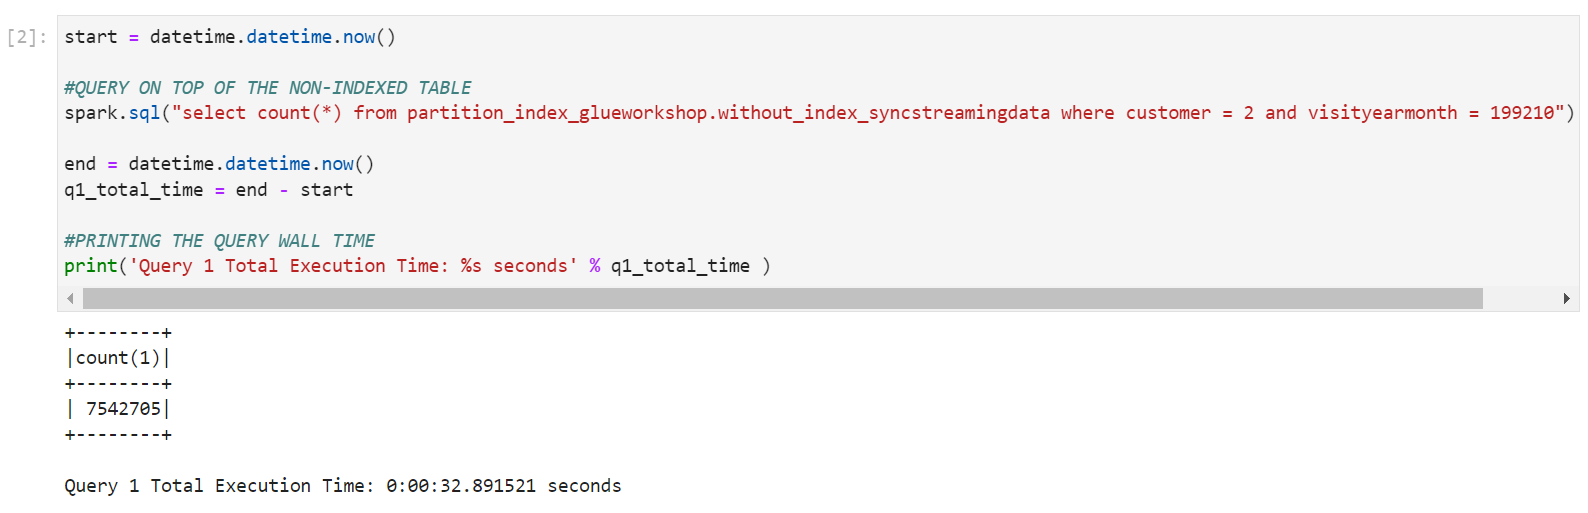 [2]: start = datetime.datetime.now()
#QUERY ON TOP OF THE NON-INDEXED TABLE
spark.sql("select count(*) from partition_index_glueworkshop.without_index_syncstreamingdata where customer = 2 and visityearmonth = 199210")
end = datetime.datetime.now()
q1_total_time = end - start
#PRINTING THE QUERY WALL TIME
print('Query 1 Total Execution Time: %s seconds' % q1_total_time )
+--------+
|count(1)|
+--------+
| 7542705|
+--------+
Query 1 Total Execution Time: 0:00:32.891521 seconds